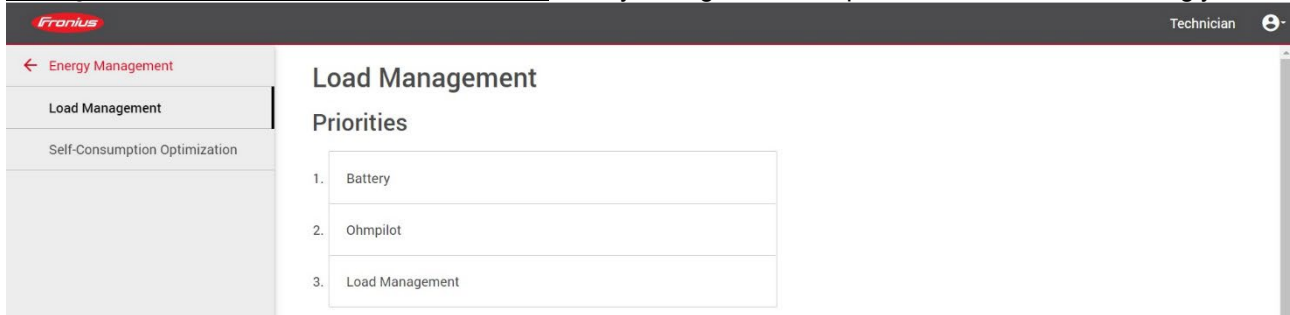 Fronius
Technician
Energy Management
Load Management
Self-Consumption Optimization
Load Management
Priorities
1. Battery
2. Ohmpilot
3. Load Management